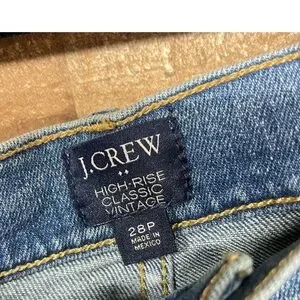 J.CREW
HIGH-RISE
CLASSIC
VINTAGE
28P
MADE IN
MEXICO